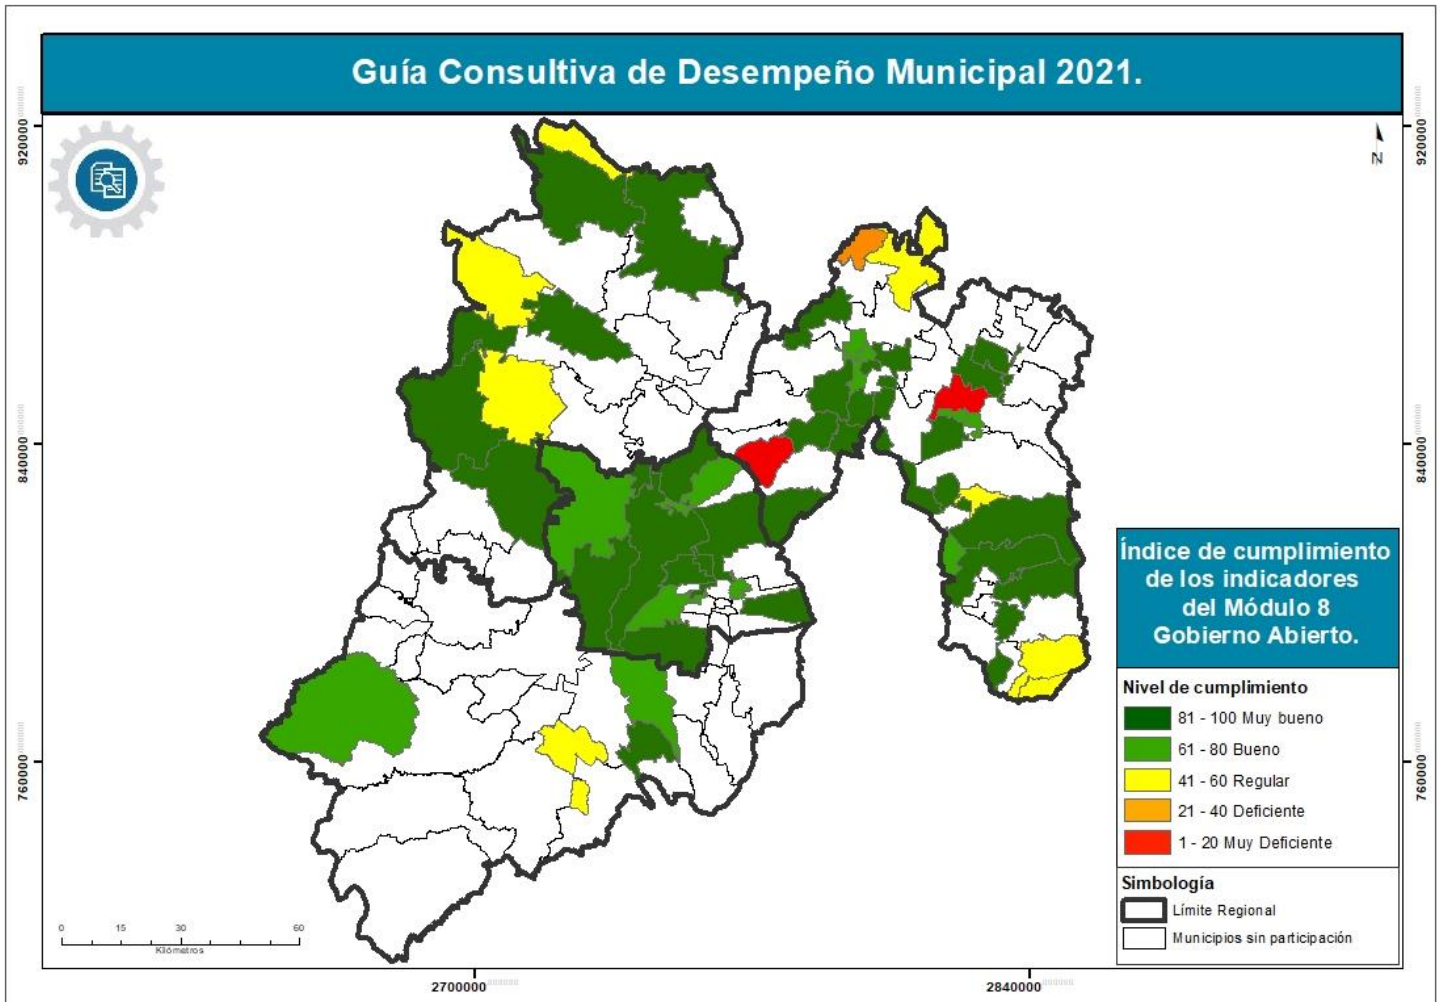 Guía Consultiva de Desempeño Municipal 2021.
920000
920000
N
840000
840000
760000
760000
Índice de cumplimiento
de los indicadores
del Módulo 8
Gobierno Abierto.
Nivel de cumplimiento
81 - 100 Muy bueno
61 - 80 Bueno
41 - 60 Regular
21 - 40 Deficiente
1 - 20 Muy Deficiente
Simbología
Límite Regional
Municipios sin participación
0 15 30 60
Kilómetros
2700000
2840000